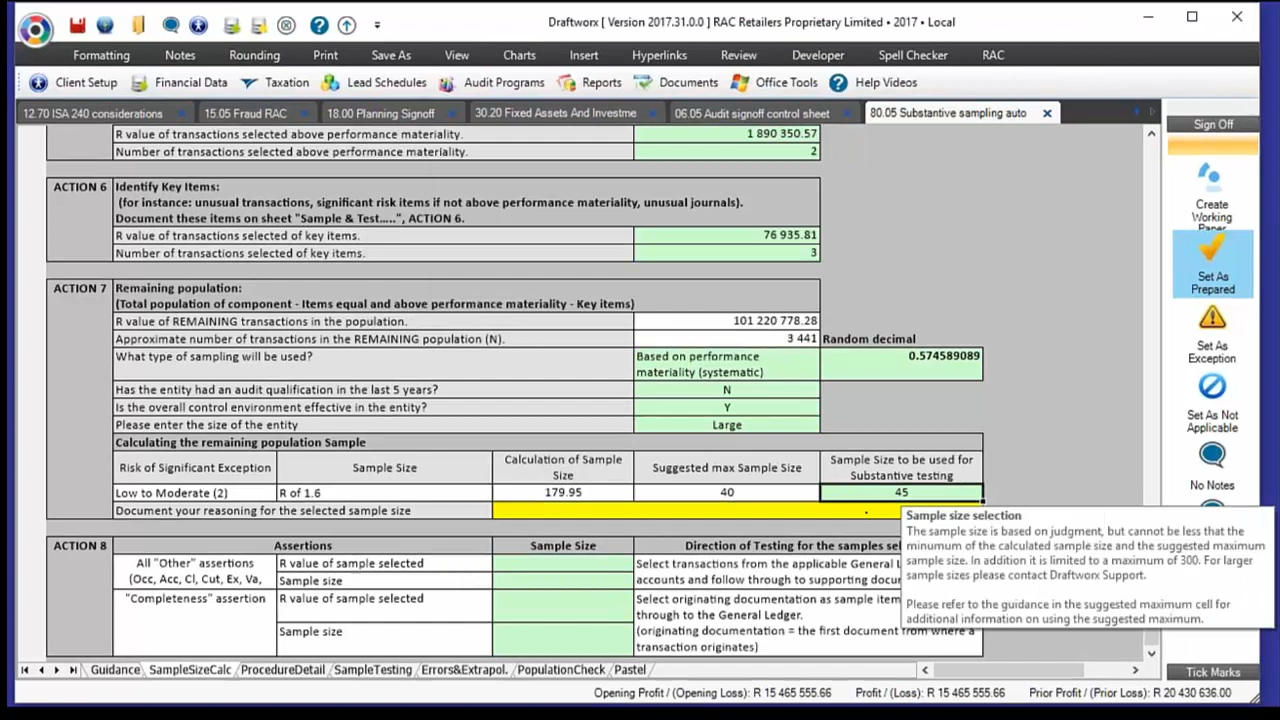 Draftworx [ Version 2017.31.0.0 ] RAC Retailers Proprietary Limited • 2017 • Local
Formatting Notes Rounding Print Save As View Charts Insert Hyperlinks Review Developer Spell Checker RAC
Client Setup Financial Data Taxation Lead Schedules Audit Programs Reports Documents Office Tools Help Videos
12.70 ISA 240 considerations 15.05 Fraud RAC 18.00 Planning Signoff 30.20 Fixed Assets And Investme 06.05 Audit signoff control sheet 80.05 Substantive sampling auto
R value of transactions selected above performance materiality. 1 890 350.57
Number of transactions selected above performance materiality. 2
ACTION 6 Identify Key Items:
(for instance: unusual transactions, significant risk items if not above performance materiality, unusual journals).
Document these items on sheet "Sample & Test.....", ACTION 6.
R value of transactions selected of key items. 76 935.81
Number of transactions selected of key items. 3
ACTION 7 Remaining population:
(Total population of component - Items equal and above performance materiality - Key items)
R value of REMAINING transactions in the population. 101 220 778.28
Approximate number of transactions in the REMAINING population (N). 3 441 Random decimal
What type of sampling will be used? Based on performance materiality (systematic) 0.574589089
Has the entity had an audit qualification in the last 5 years? N
Is the overall control environment effective in the entity? Y
Please enter the size of the entity Large
Calculating the remaining population Sample
Risk of Significant Exception Sample Size Calculation of Sample Size Suggested max Sample Size Sample Size to be used for Substantive testing
Low to Moderate (2) R of 1.6 179.95 40 45
Document your reasoning for the selected sample size .
Sample size selection
The sample size is based on judgment, but cannot be less that the
minumum of the calculated sample size and the suggested maximum
sample size. In addition it is limited to a maximum of 300. For larger
sample sizes please contact Draftworx Support.
Please refer to the guidance in the suggested maximum cell for
additional information on using the suggested maximum.
ACTION 8 Assertions Sample Size Direction of Testing for the samples se
All "Other" assertions R value of sample selected Select transactions from the applicable General L
(Occ, Acc, Cl, Cut, Ex, Va, Sample size accounts and follow through to supporting docu
"Completeness" assertion R value of sample selected Select originating documentation as sample item
through to the General Ledger.
Sample size (originating documentation = the first document from where a
transaction originates)
Guidance SampleSizeCalc ProcedureDetail SampleTesting Errors&Extrapol. PopulationCheck Pastel
Opening Profit / (Opening Loss): R 15 465 555.66 Profit / (Loss): R 15 465 555.66 Prior Profit / (Prior Loss): R 20 430 636.00
Sign Off
Create
Working
Paper
Set As
Prepared
Set As
Exception
Set As Not
Applicable
No Notes
Tick Marks